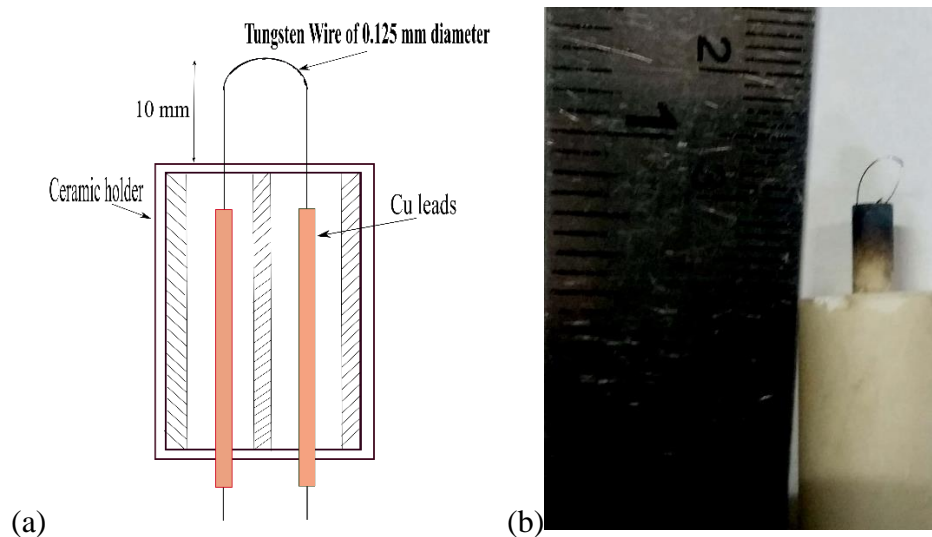 Tungsten Wire of 0.125 mm diameter
10 mm
Ceramic holder
Cu leads
(a)
2
1
(b)